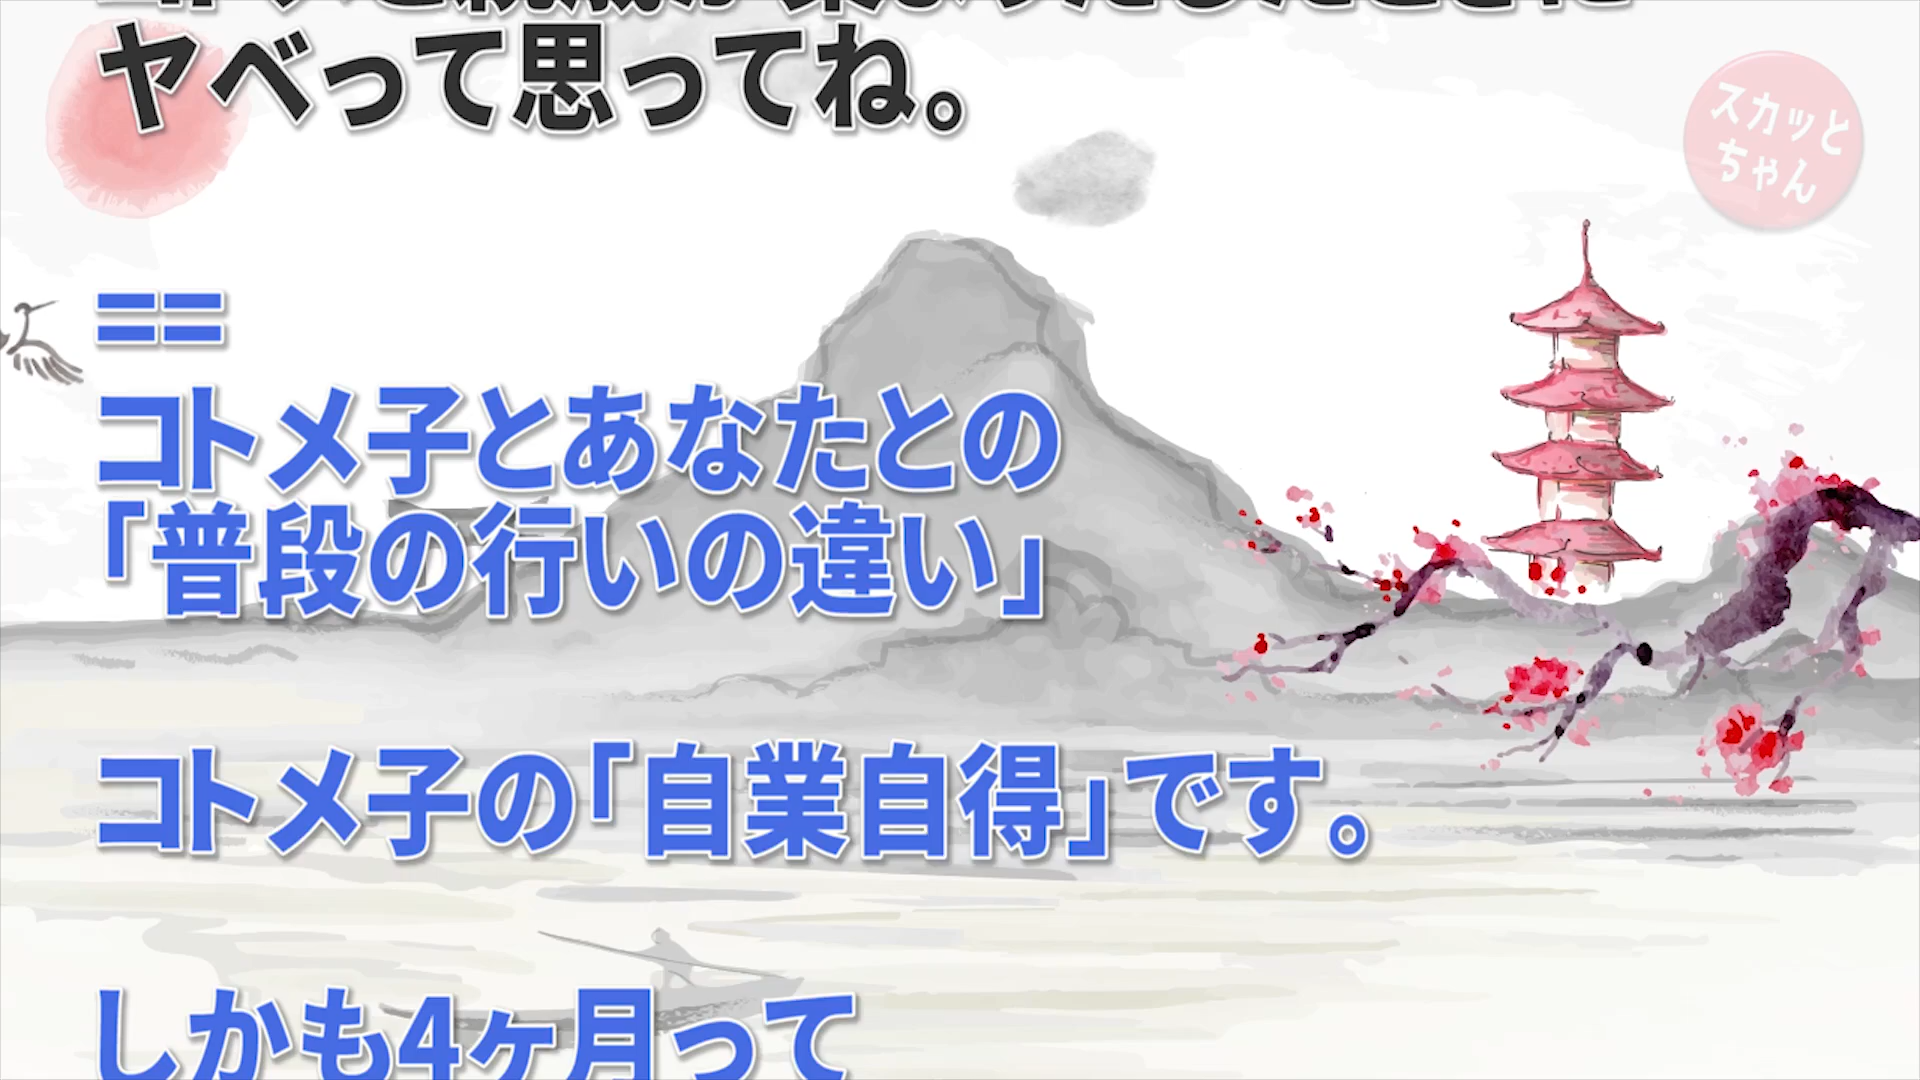 ヤベって思ってね。
スカッと
ちゃん
==
コトメ子とあなたとの
「普段の行いの違い」
コトメ子の「自業自得」です。
しかも4ヶ月って